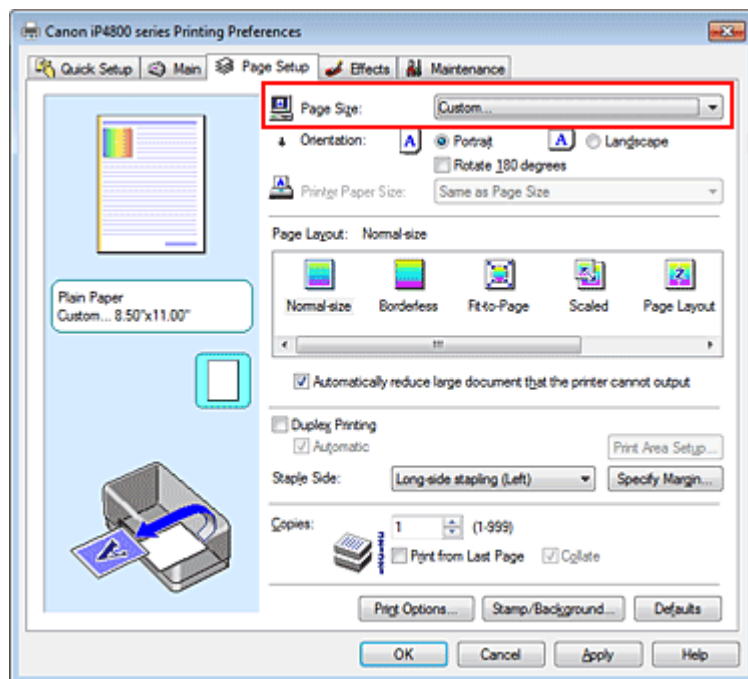 Canon iP4800 series Printing Preferences
Quick Setup Main Page Setup Effects Maintenance
Page Size: Custom...
Orientation: A Portrait A Landscape
Rotate 180 degrees
Printer Paper Size: Same as Page Size
Page Layout: Normal-size
Normal-size Borderless Fit-to-Page Scaled Page Layout
Plain Paper
Custom... 8.50"x11.00"
Automatically reduce large document that the printer cannot output
Duplex Printing
Automatic Print Area Setup...
Staple Side: Long-side stapling (Left) Specify Margin...
Copies: 1 (1-999)
Print from Last Page Collate
Print Options... Stamp/Background... Defaults
OK Cancel Apply Help